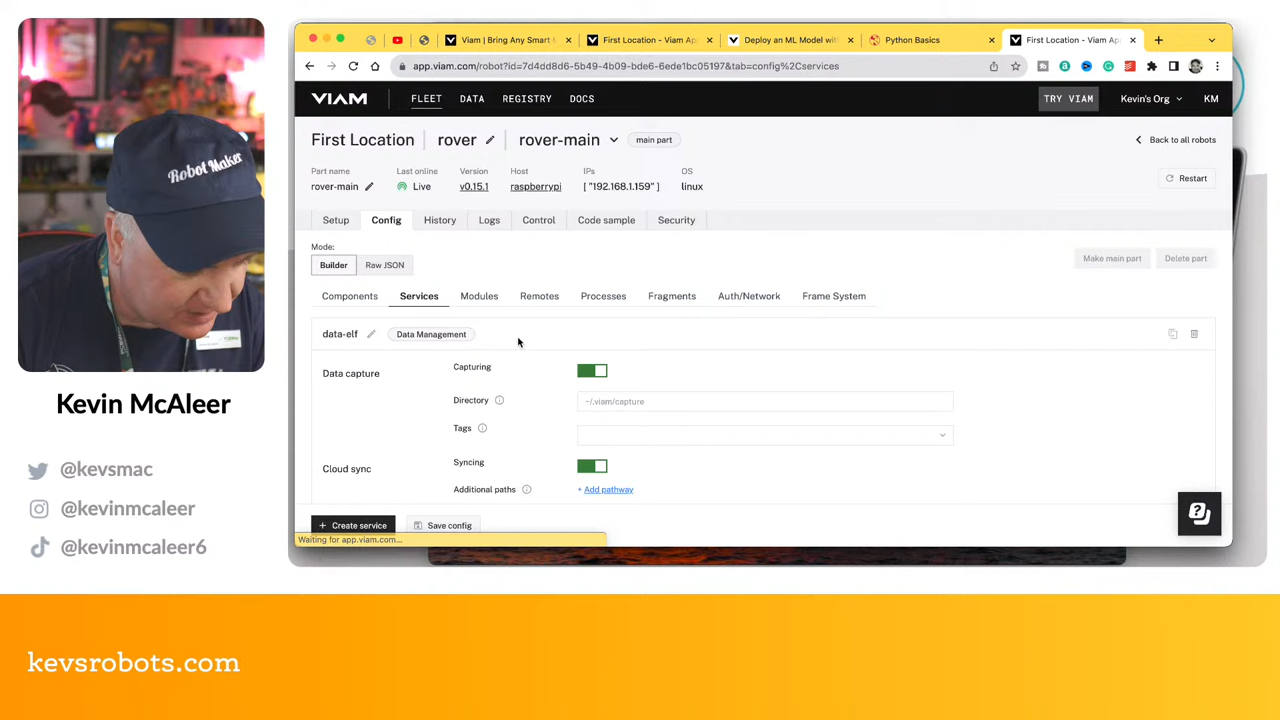 Viam | Bring Any Smart M
First Location - Viam App
Deploy an ML Model with
Python Basics
First Location - Viam App
app.viam.com/robot?id=7d4dd8d6-5b49-4b09-bde6-6ede1bc05197&tab=config%2Cservices
VIAM
FLEET
DATA
REGISTRY
DOCS
TRY VIAM
Kevin's Org
KM
First Location
rover
rover-main
main part
Back to all robots
Part name
Last online
Version
Host
IPs
OS
rover-main
Live
v0.15.1
raspberrypi
[ "192.168.1.159" ]
linux
Restart
Setup
Config
History
Logs
Control
Code sample
Security
Mode:
Builder
Raw JSON
Make main part
Delete part
Components
Services
Modules
Remotes
Processes
Fragments
Auth/Network
Frame System
data-elf
Data Management
Data capture
Capturing
Directory
~/.viam/capture
Tags
Cloud sync
Syncing
Additional paths
+ Add pathway
+ Create service
Save config
Waiting for app.viam.com...
Robot Maker
Kevin McAleer
@kevsmac
@kevinmcaleer
@kevinmcaleer6
kevsrobots.com